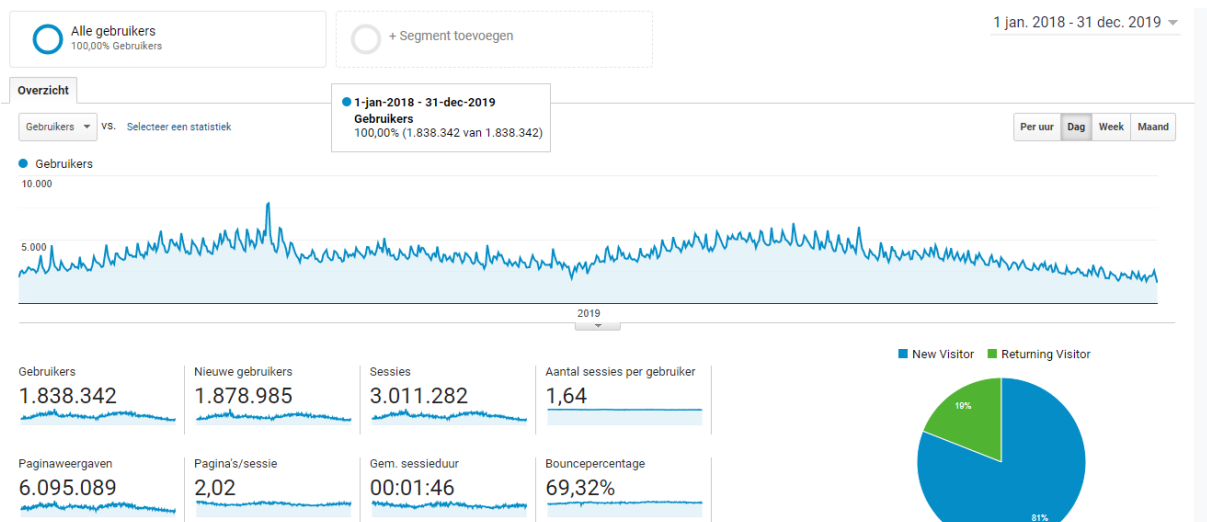 Alle gebruikers
100,00% Gebruikers
+ Segment toevoegen
1 jan. 2018 - 31 dec. 2019
Overzicht
1-jan-2018 - 31-dec-2019
Gebruikers
100,00% (1.838.342 van 1.838.342)
Gebruikers VS. Selecteer een statistiek
Per uur Dag Week Maand
Gebruikers
10.000
5.000
2019
New Visitor Returning Visitor
Gebruikers Nieuwe gebruikers Sessies Aantal sessies per gebruiker
1.838.342 1.878.985 3.011.282 1,64
19%
Paginaweergaven Pagina's/sessie Gem. sessieduur Bouncepercentage
6.095.089 2,02 00:01:46 69,32%
81%